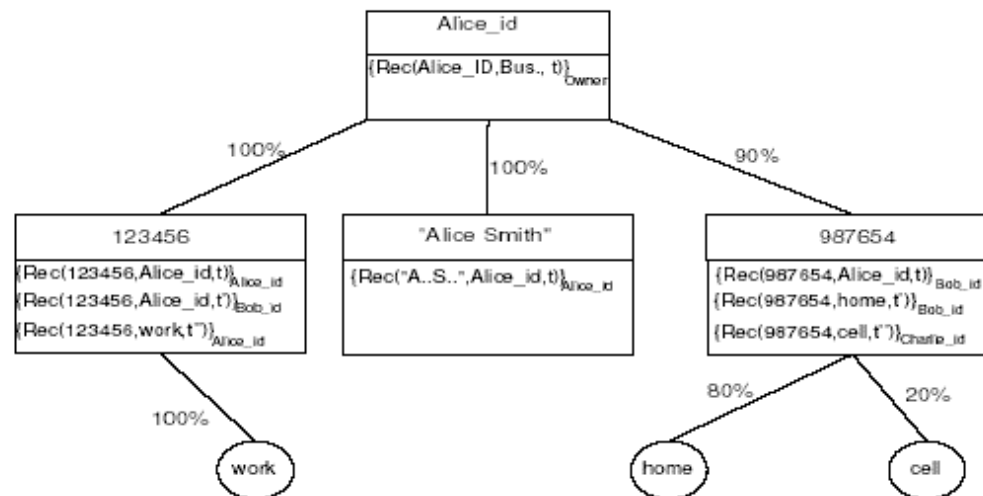 Alice_id
{Rec(Alice_ID,Bus., t)}Owner
100%
100%
90%
123456
"Alice Smith"
987654
{Rec(123456,Alice_id,t)}Alice_id
{Rec(123456,Alice_id,t')}Bob_id
{Rec(123456,work,t'')}Alice_id
{Rec("A..S..",Alice_id,t)}Alice_id
{Rec(987654,Alice_id,t)}Bob_id
{Rec(987654,home,t')}Bob_id
{Rec(987654,cell,t'')}Charlie_id
100%
80%
20%
work
home
cell